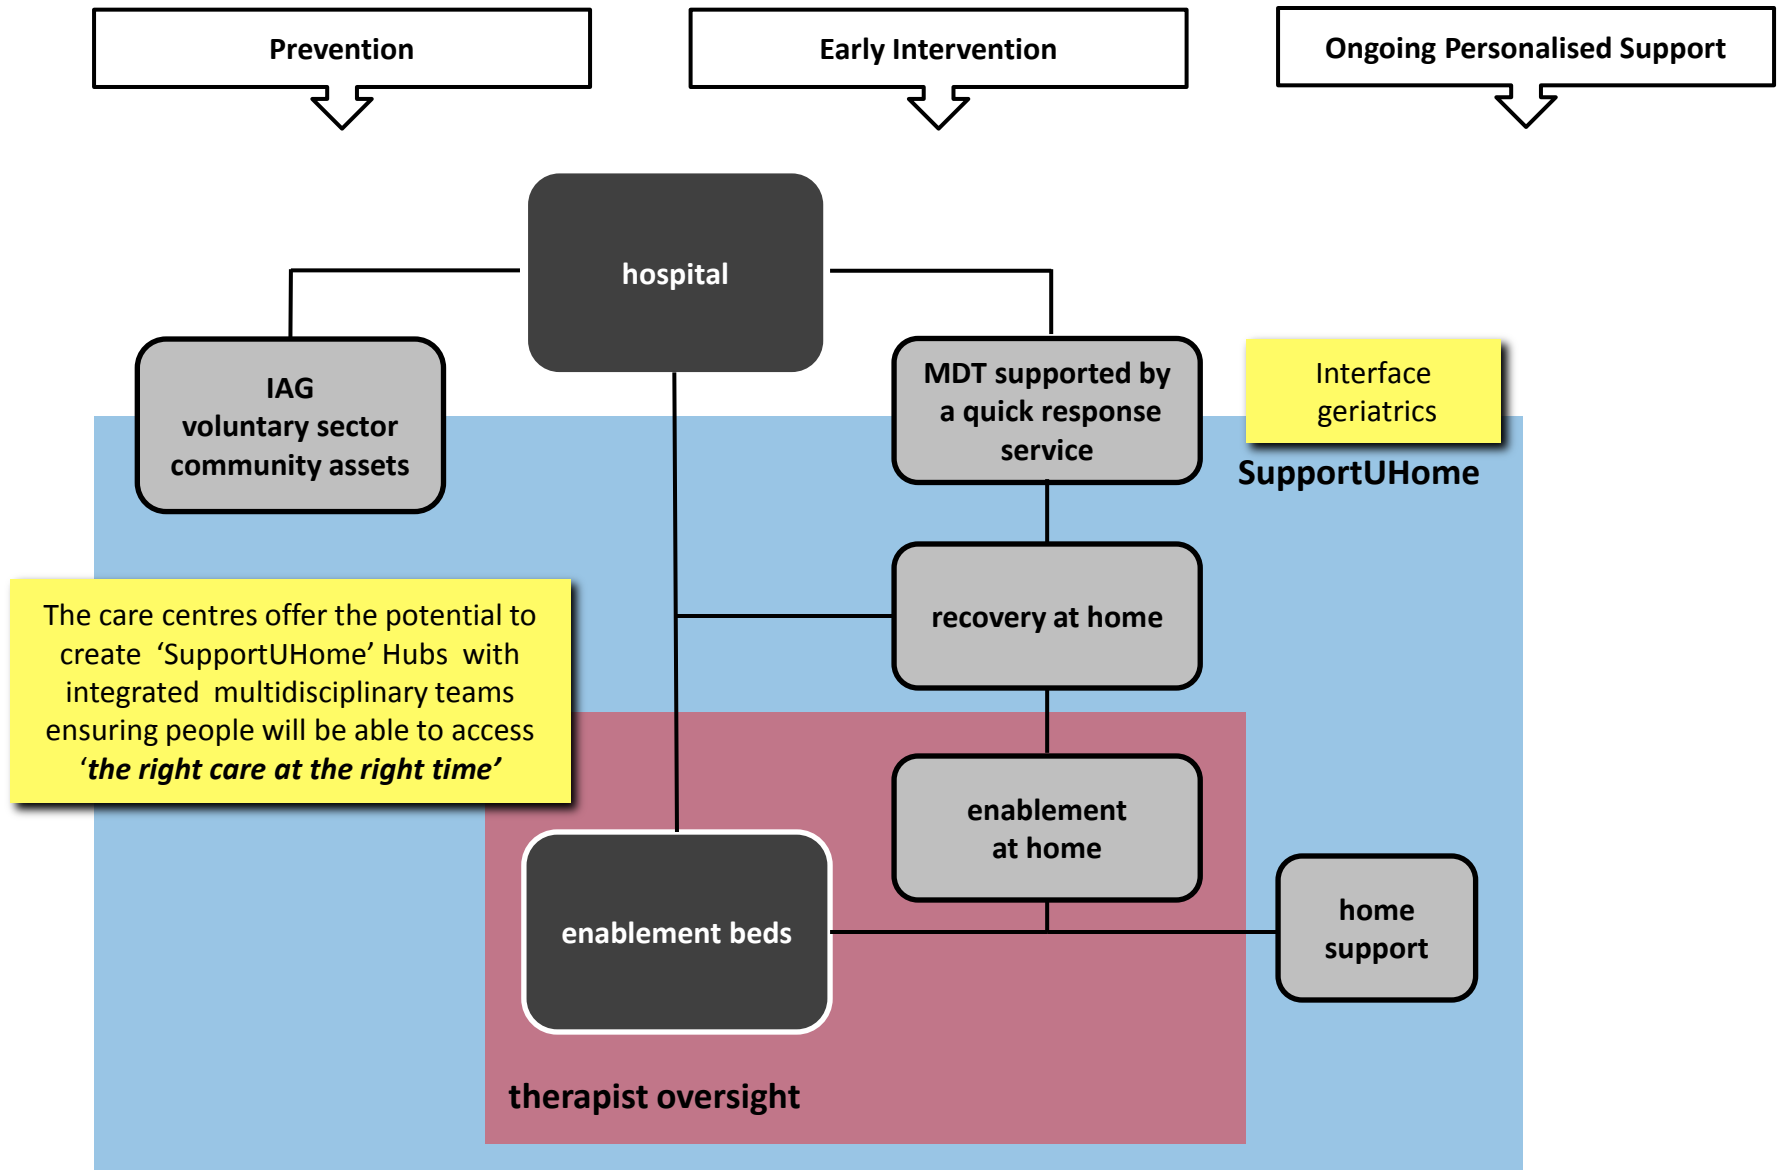 Prevention
Early Intervention
Ongoing Personalised Support
hospital
IAG
voluntary sector
community assets
MDT supported by
a quick response
service
Interface
geriatrics
SupportUHome
recovery at home
The care centres offer the potential to
create ‘SupportUHome’ Hubs with
integrated multidisciplinary teams
ensuring people will be able to access
‘the right care at the right time’
enablement
at home
enablement beds
home
support
therapist oversight